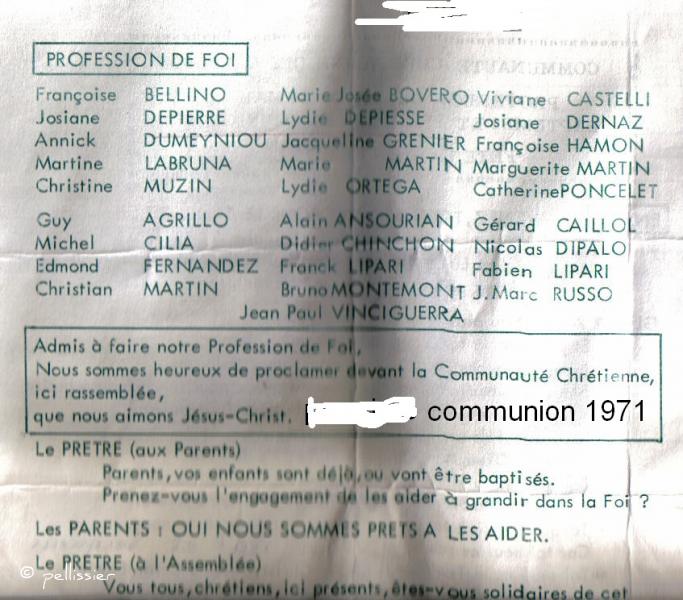 PROFESSION DE FOI
Françoise BELLINO Marie Josée BOVERO Viviane CASTELLI
Josiane DEPIERRE Lydie DEPIESSE Josiane DERNAZ
Annick DUMEYNIOU Jacqueline GRENIER Françoise HAMON
Martine LABRUNA Marie MARTIN Marguerite MARTIN
Christine MUZIN Lydie ORTEGA Catherine PONCELET
Guy AGRILLO Alain ANSOURIAN Gérard CAILLOL
Michel CILIA Didier CHINCHON Nicolas DIPALO
Edmond FERNANDEZ Franck LIPARI Fabien LIPARI
Christian MARTIN Bruno MONTEMONT J.Marc RUSSO
Jean Paul VINCIGUERRA
Admis à faire notre Profession de Foi,
Nous sommes heureux de proclamer devant la Communauté Chrétienne,
ici rassemblée,
que nous aimons Jésus-Christ. communion 1971
Le PRETRE (aux Parents)
Parents, vos enfants sont déjà, ou vont être baptisés.
Prenez-vous l'engagement de les aider à grandir dans la Foi ?
Les PARENTS : OUI NOUS SOMMES PRETS A LES AIDER.
Le PRETRE (à l'Assemblée)
Vous tous, chrétiens, ici présents, êtes-vous solidaires de cet
© pellissier